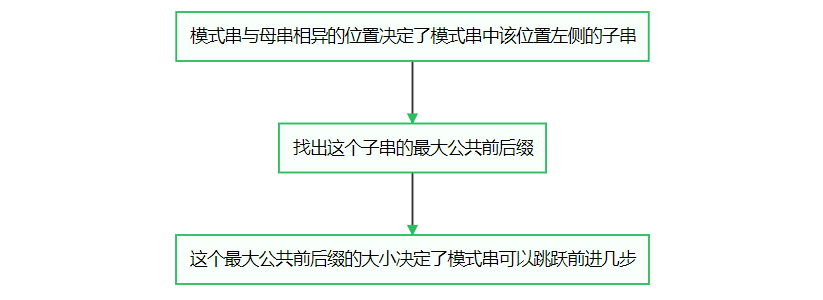 模式串与母串相异的位置决定了模式串中该位置左侧的子串
找出这个子串的最大公共前后缀
这个最大公共前后缀的大小决定了模式串可以跳跃前进几步